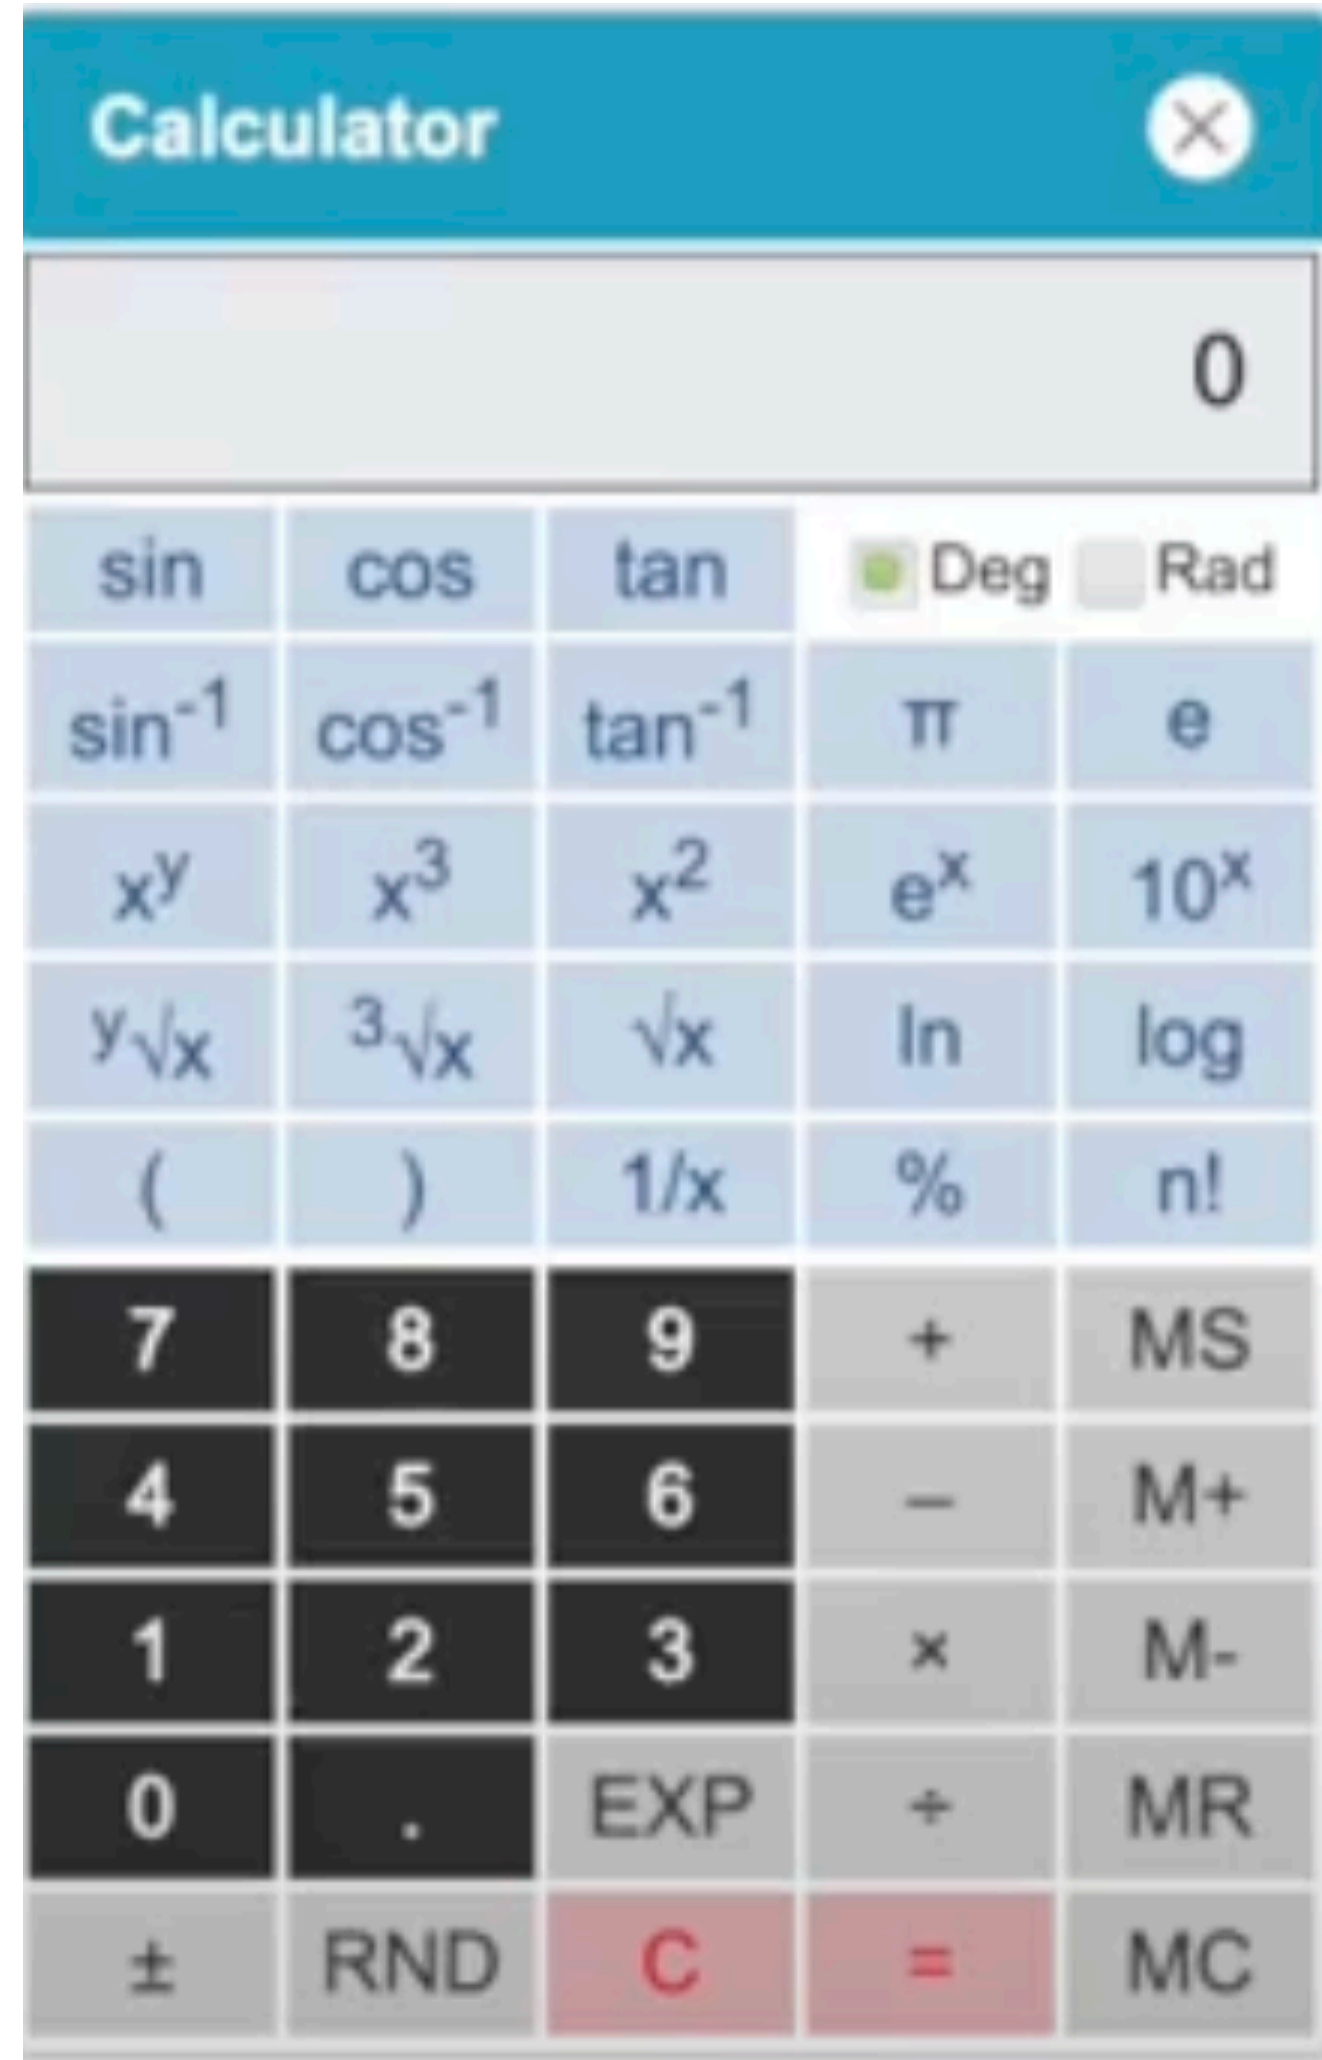 Calculator
0
sin cos tan Deg Rad
sin⁻¹ cos⁻¹ tan⁻¹ π e
xʸ x³ x² eˣ 10ˣ
ʸ√x ³√x √x ln log
( ) 1/x % n!
7 8 9 + MS
4 5 6 – M+
1 2 3 × M-
0 . EXP ÷ MR
± RND C = MC